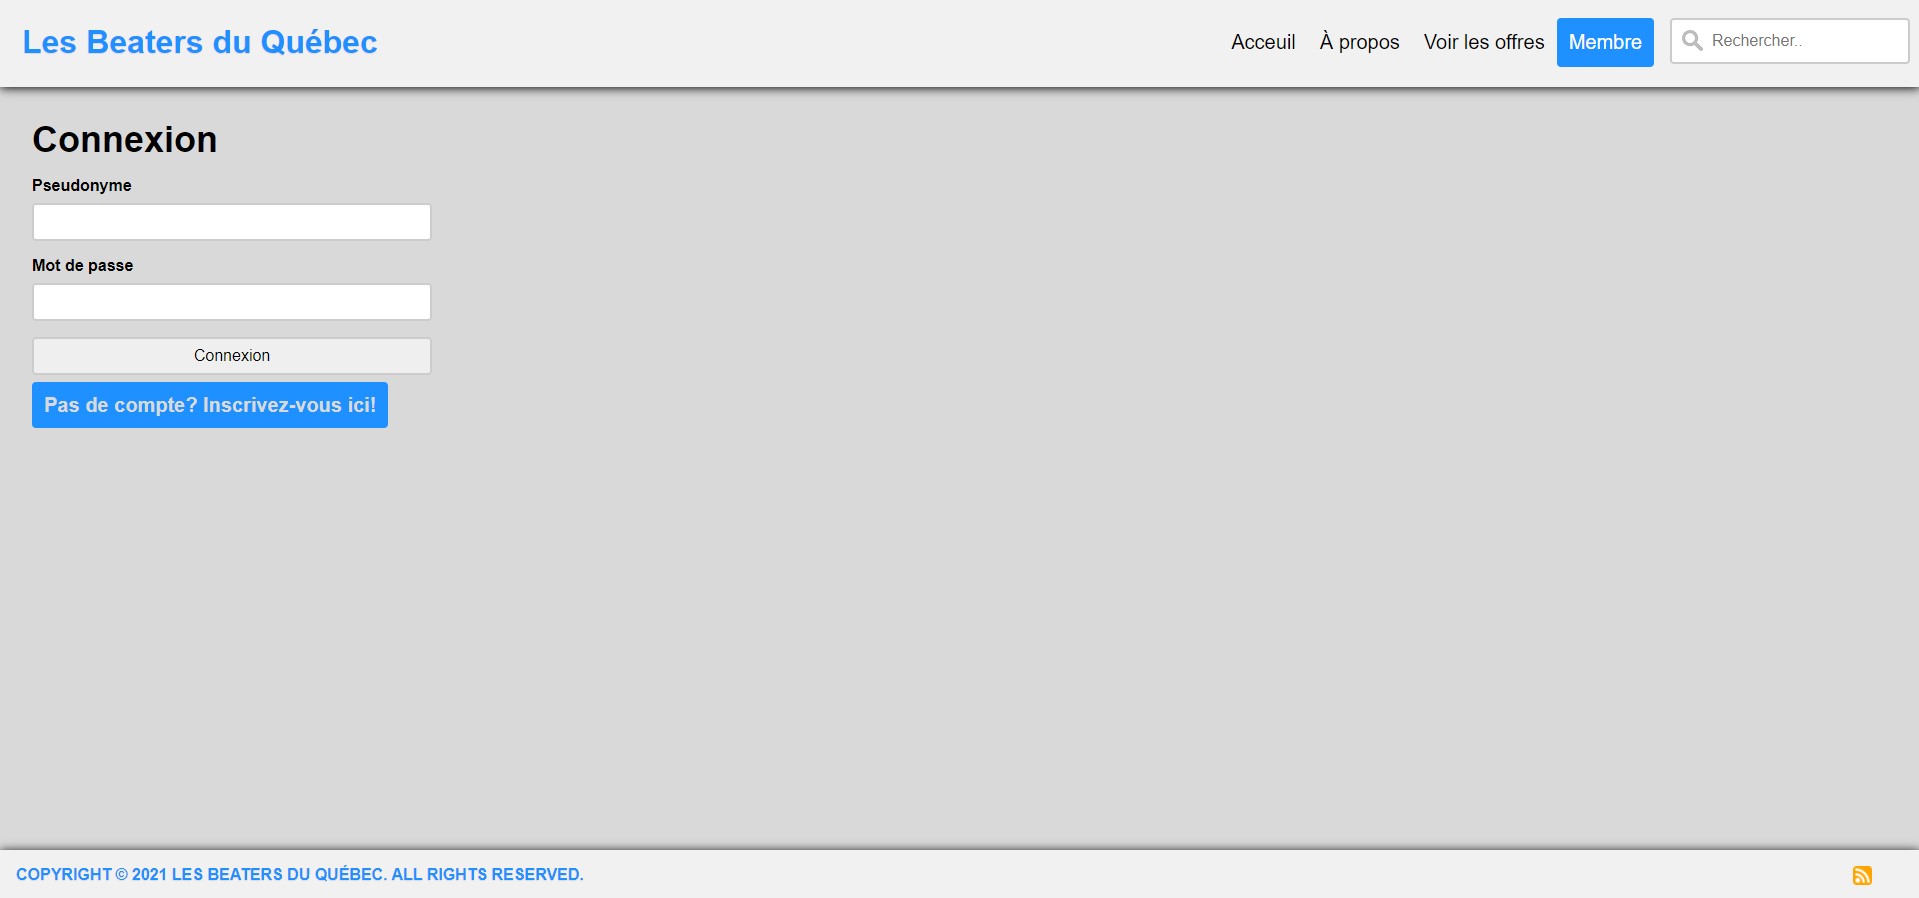 Les Beaters du Québec
Acceuil
À propos
Voir les offres
Membre
Rechercher..
Connexion
Pseudonyme
Mot de passe
Connexion
Pas de compte? Inscrivez-vous ici!
COPYRIGHT © 2021 LES BEATERS DU QUÉBEC. ALL RIGHTS RESERVED.